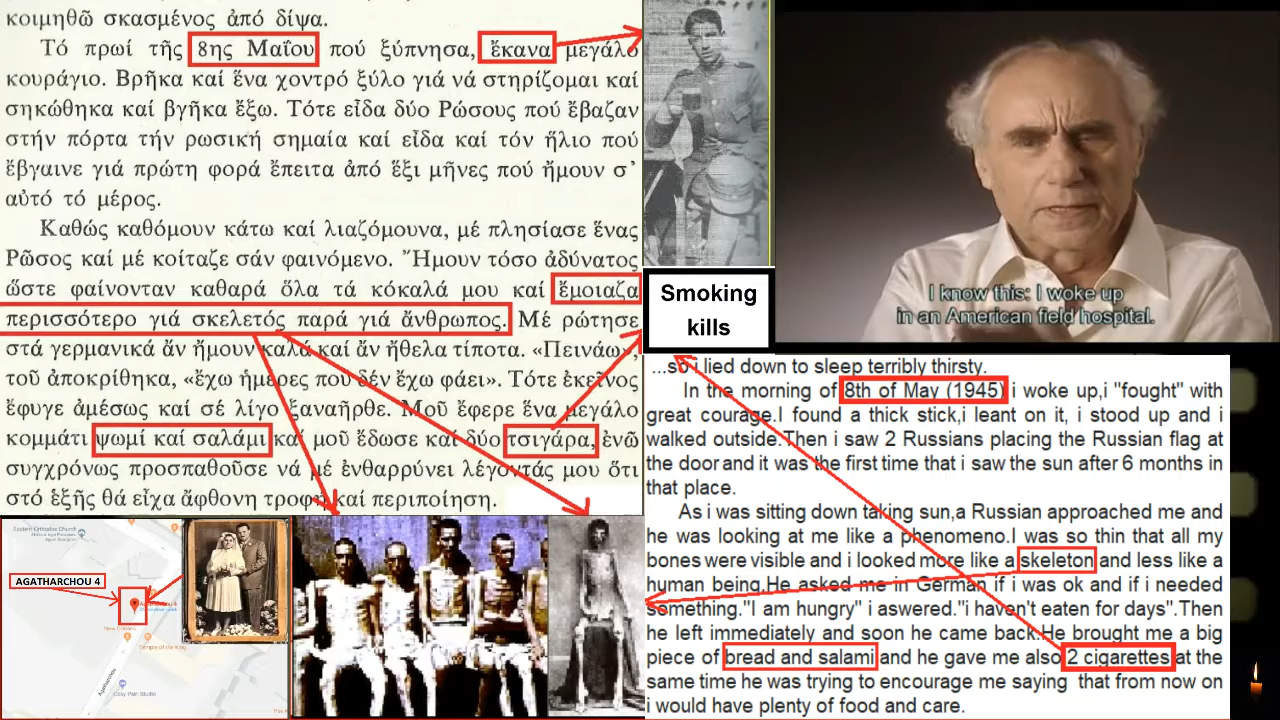 κοιμηθῶ σκασμένος ἀπό δίψα.
Τό πρωί τῆς 8ης Μαΐου πού ξύπνησα, ἔκανα μεγάλο
κουράγιο. Βρῆκα καί ἕνα χοντρό ξύλο γιά νά στηρίζομαι καί
σηκώθηκα καί βγῆκα ἔξω. Τότε εἶδα δύο Ρώσους πού ἔβαζαν
στήν πόρτα τήν ρωσική σημαία καί εἶδα καί τόν ἥλιο πού
ἔβγαινε γιά πρώτη φορά ἔπειτα ἀπό ἕξι μῆνες πού ἤμουν σ'
αὐτό τό μέρος.
Καθώς καθόμουν κάτω καί λιαζόμουνα, μέ πλησίασε ἕνας
Ρῶσος καί μέ κοίταζε σάν φαινόμενο. Ἤμουν τόσο ἀδύνατος
ὥστε φαίνονταν καθαρά ὅλα τά κόκαλά μου καί ἔμοιαζα
περισσότερο γιά σκελετός παρά γιά ἄνθρωπος. Μέ ρώτησε
στά γερμανικά ἄν ἤμουν καλά καί ἄν ἤθελα τίποτα. «Πεινάω»,
τοῦ ἀποκρίθηκα, «ἔχω ἡμέρες πού δέν ἔχω φάει». Τότε ἐκεῖνος
ἔφυγε ἀμέσως καί σέ λίγο ξαναῆρθε. Μοῦ ἔφερε ἕνα μεγάλο
κομμάτι ψωμί καί σαλάμι καί μοῦ ἔδωσε καί δύο τσιγάρα, ἐνῶ
συγχρόνως προσπαθοῦσε νά μέ ἐνθαρρύνει λέγοντάς μου ὅτι
στό ἑξῆς θά εἶχα ἄφθονη τροφή καί περιποίηση.
Smoking
kills
I know this: I woke up
in an American field hospital.
...so i lied down to sleep terribly thirsty.
In the morning of 8th of May (1945) i woke up,i "fought" with
great courage.I found a thick stick,i leant on it, i stood up and i
walked outside.Then i saw 2 Russians placing the Russian flag at
the door and it was the first time that i saw the sun after 6 months in
that place.
As i was sitting down taking sun,a Russian approached me and
he was looking at me like a phenomeno.I was so thin that all my
bones were visible and i looked more like a skeleton and less like a
human being.He asked me in German if i was ok and if i needed
something."I am hungry" i aswered."i haven't eaten for days".Then
he left immediately and soon he came back.He brought me a big
piece of bread and salami and he gave me also 2 cigarettes at the
same time he was trying to encourage me saying that from now on
i would have plenty of food and care.
Eastern Orthodox Church
AGATHARCHOU 4
Temple of the King
Cosy Pain Studio